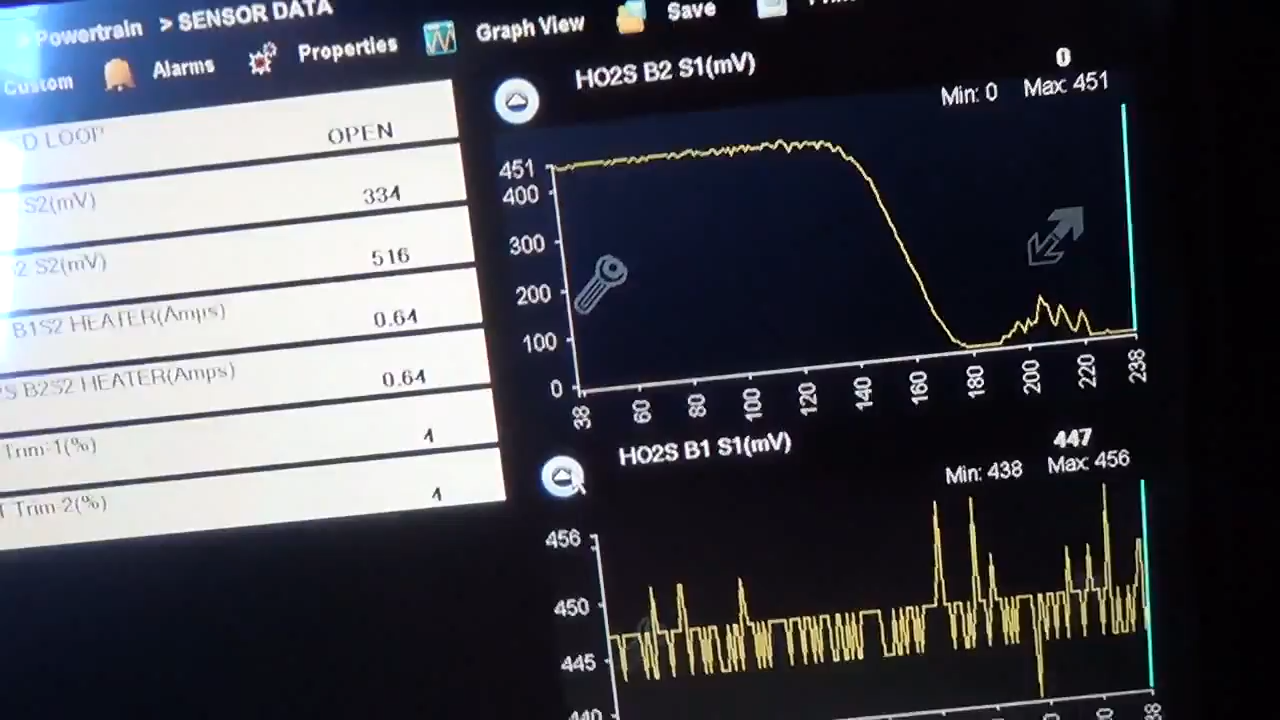 > Powertrain > SENSOR DATA
Custom Alarms Properties Graph View Save
D LOOP OPEN
S2(mV) 334
2 S2(mV) 516
B1S2 HEATER(Amps) 0.64
S B2S2 HEATER(Amps) 0.64
Trim-1(%) 4
T Trim-2(%) 4
HO2S B2 S1(mV)
0
Min: 0 Max: 451
451
400
300
200
100
0
38 60 80 100 120 140 160 180 200 220 238
HO2S B1 S1(mV)
447
Min: 438 Max: 456
456
450
445
440